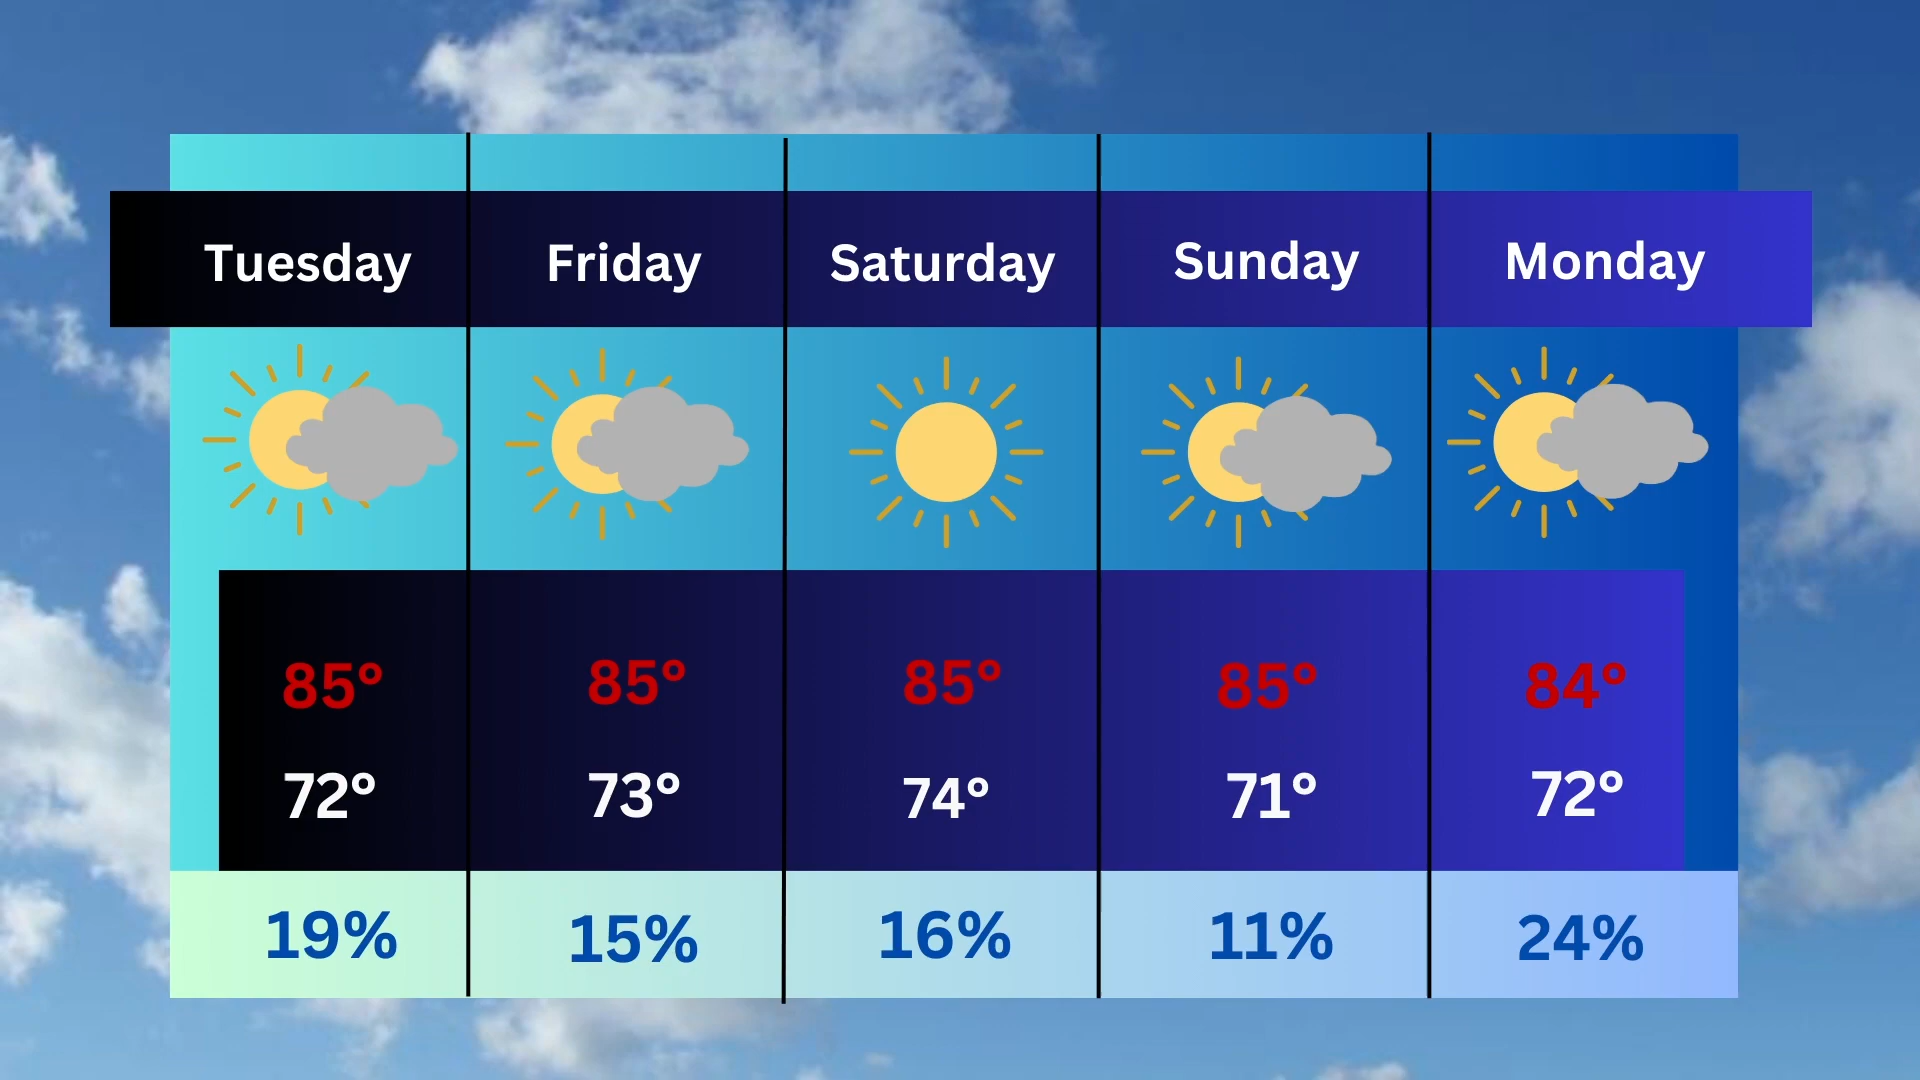 Tuesday Friday Saturday Sunday Monday
85° 85° 85° 85° 84°
72° 73° 74° 71° 72°
19% 15% 16% 11% 24%